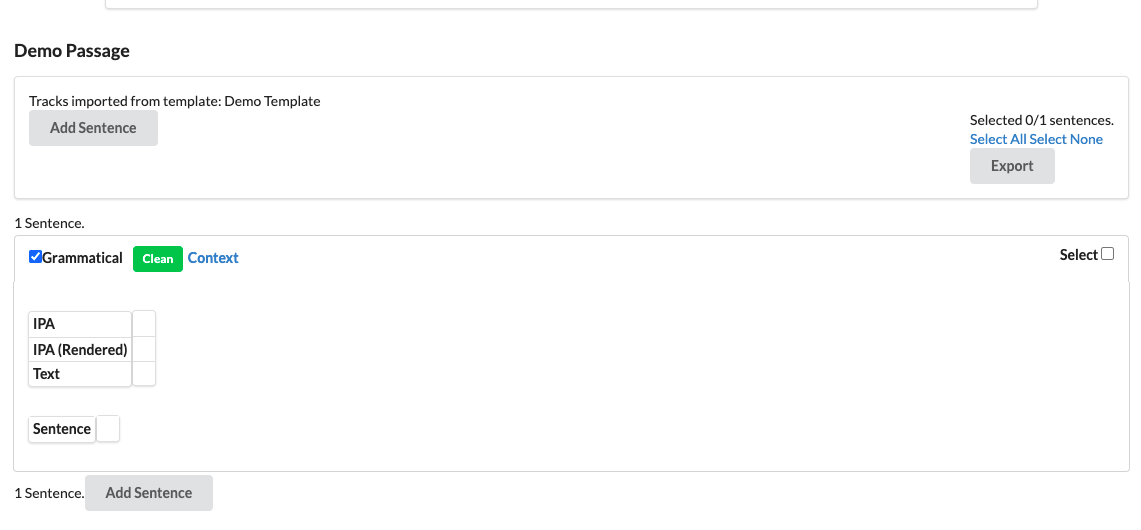 Demo Passage
Tracks imported from template: Demo Template
Add Sentence
Selected 0/1 sentences.
Select All Select None
Export
1 Sentence.
Grammatical Clean Context Select
IPA
IPA (Rendered)
Text
Sentence
1 Sentence. Add Sentence